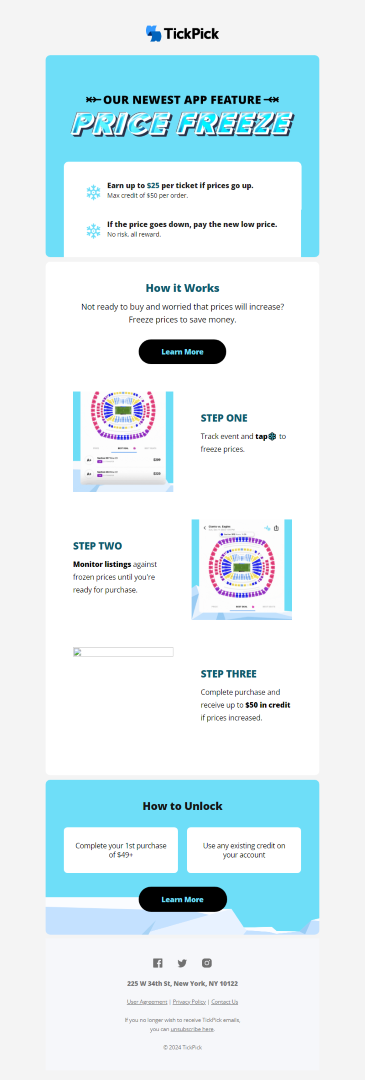 TickPick
OUR NEWEST APP FEATURE
PRICE FREEZE
Earn up to $25 per ticket if prices go up.
Max credit of $50 per order.
If the price goes down, pay the new low price.
No risk, all reward.
How it Works
Not ready to buy and worried that prices will increase?
Freeze prices to save money.
Learn More
STEP ONE
Track event and tap to
freeze prices.
STEP TWO
Monitor listings against
frozen prices until you're
ready for purchase.
STEP THREE
Complete purchase and
receive up to $50 in credit
if prices increased.
How to Unlock
Complete your 1st purchase
of $49+
Use any existing credit on
your account
Learn More
225 W 34th St, New York, NY 10122
User Agreement | Privacy Policy | Contact Us
If you no longer wish to receive TickPick emails,
you can unsubscribe here.
© 2024 TickPick